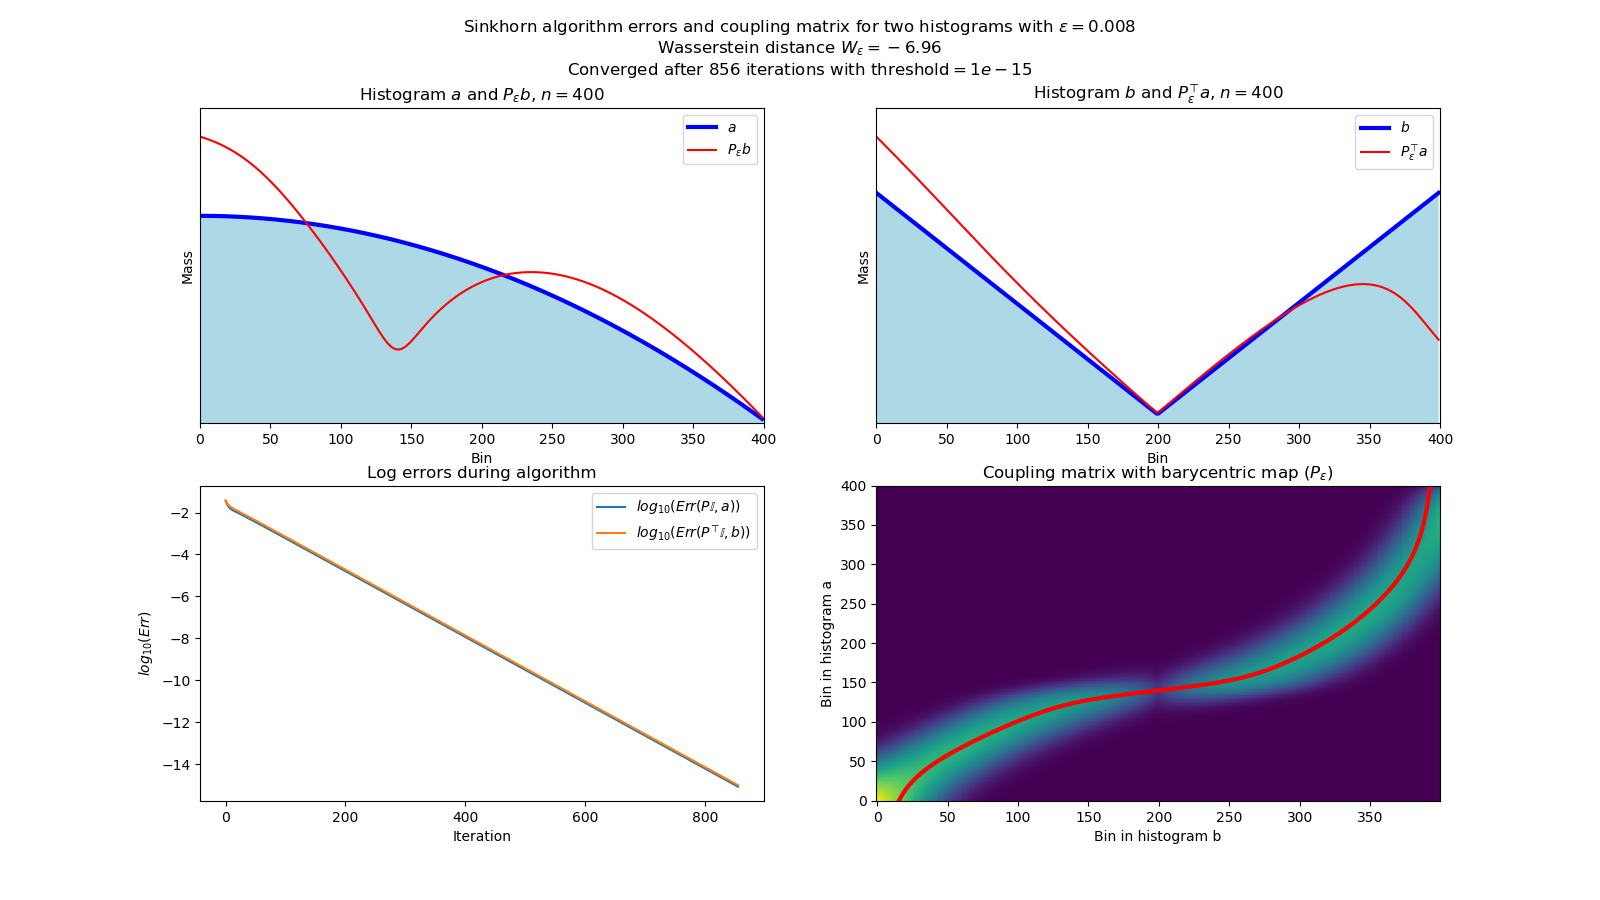 Sinkhorn algorithm errors and coupling matrix for two histograms with ε = 0.008
Wasserstein distance W_ε = −6.96
Converged after 856 iterations with threshold = 1e − 15
Histogram a and P_ε b, n = 400
a
P_ε b
Mass
0 50 100 150 200 250 300 350 400
Bin
Histogram b and P_ε^⊤ a, n = 400
b
P_ε^⊤ a
Mass
0 50 100 150 200 250 300 350 400
Bin
Log errors during algorithm
log₁₀(Err(P𝕀, a))
log₁₀(Err(P^⊤𝕀, b))
log₁₀(Err)
−2
−4
−6
−8
−10
−12
−14
0 200 400 600 800
Iteration
Coupling matrix with barycentric map (P_ε)
Bin in histogram a
400
350
300
250
200
150
100
50
0
0 50 100 150 200 250 300 350
Bin in histogram b